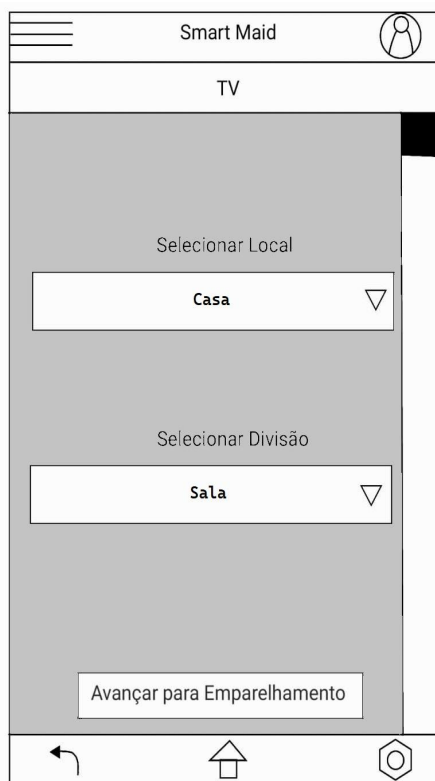 Smart Maid
TV
Selecionar Local
Casa
Selecionar Divisão
Sala
Avançar para Emparelhamento